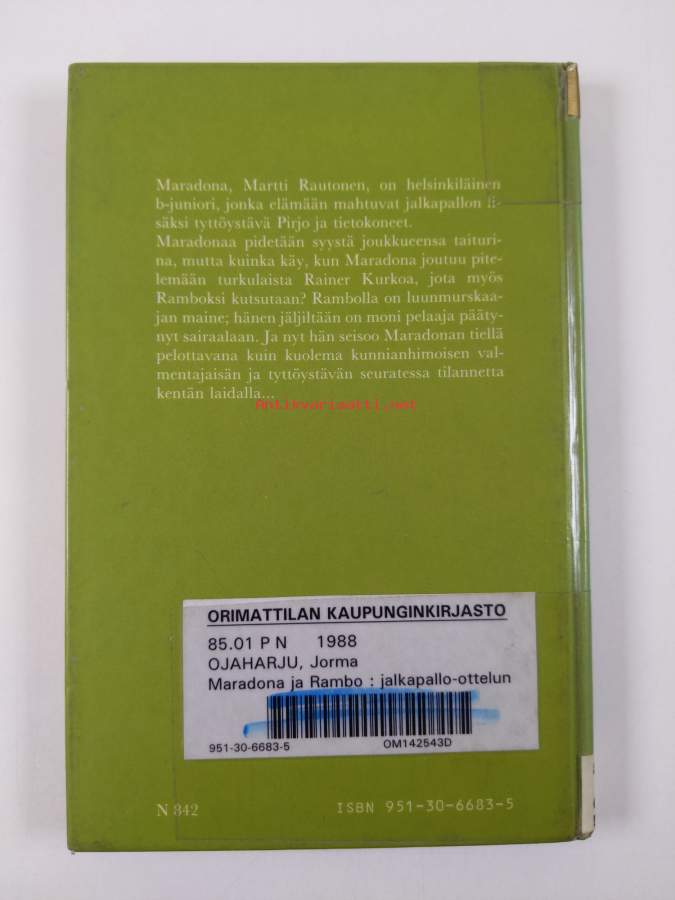 Maradona, Martti Rautonen, on helsinkiläinen
b-juniori, jonka elämään mahtuvat jalkapallon li-
säksi tyttöystävä Pirjo ja tietokoneet.
Maradonaa pidetään syystä joukkueensa taituri-
na, mutta kuinka käy, kun Maradona joutuu pite-
lemään turkulaista Rainer Kurkoa, jota myös
Ramboksi kutsutaan? Rambolla on luunmurskaa-
jan maine; hänen jäljiltään on moni pelaaja pääty-
nyt sairaalaan. Ja nyt hän seisoo Maradonan tiellä
pelottavana kuin kuolema kunnianhimoisen val-
mentajaisän ja tyttöystävän seuratessa tilannetta
kentän laidalla...
Antikvariaatti.net
ORIMATTILAN KAUPUNGINKIRJASTO
85.01 P N 1988
OJAHARJU, Jorma
Maradona ja Rambo : jalkapallo-ottelun
951-30-6683-5 OM142543D
N 842 ISBN 951-30-6683-5